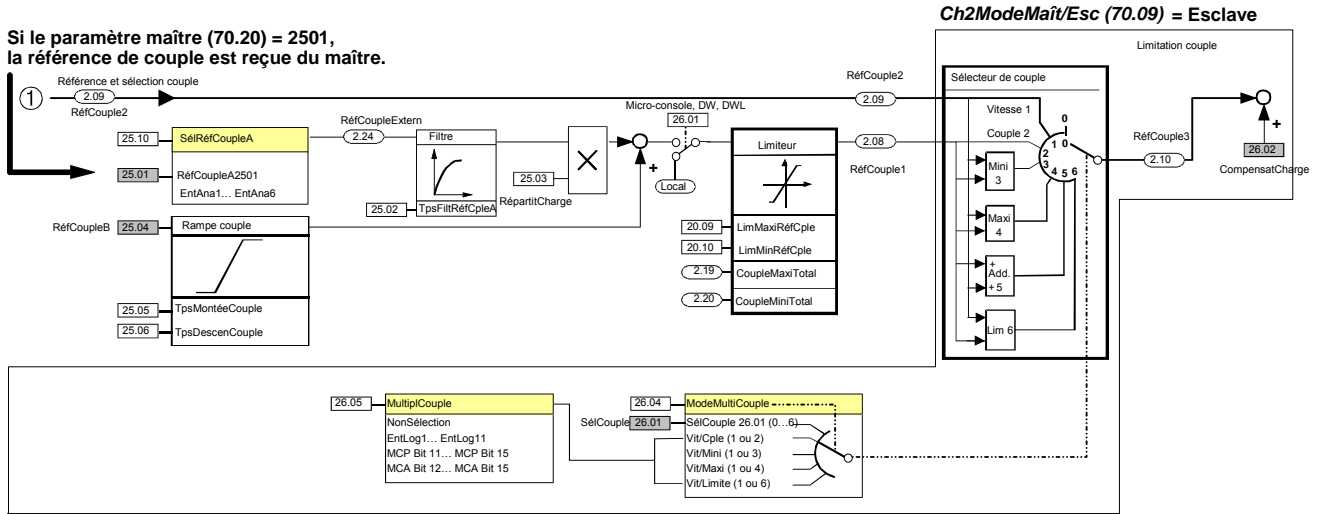 Ch2ModeMaît/Esc (70.09) = Esclave
Si le paramètre maître (70.20) = 2501,
la référence de couple est reçue du maître.
Limitation couple
1
Référence et sélection couple
2.09
RéfCouple2
RéfCouple2
2.09
Sélecteur de couple
Vitesse 1
Couple 2
0
1 0
2
3
4 5 6
Mini
3
Maxi
4
+
Add.
+ 5
Lim 6
RéfCouple3
2.10
+
26.02
CompensatCharge
25.10
SélRéfCoupleA
25.01
RéfCoupleA2501
EntAna1... EntAna6
RéfCoupleExtern
2.24
Filtre
25.02
TpsFiltRéfCpleA
25.03
RépartitCharge
+
Micro-console, DW, DWL
26.01
Local
Limiteur
20.09
LimMaxiRéfCple
20.10
LimMinRéfCple
2.19
CoupleMaxiTotal
2.20
CoupleMiniTotal
2.08
RéfCouple1
RéfCoupleB
25.04
Rampe couple
25.05
TpsMontéeCouple
25.06
TpsDescenCouple
26.05
MultiplCouple
NonSélection
EntLog1... EntLog11
MCP Bit 11... MCP Bit 15
MCA Bit 12... MCA Bit 15
26.04
ModeMultiCouple
SélCouple
26.01
SélCouple 26.01 (0...6)
Vit/Cple (1 ou 2)
Vit/Mini (1 ou 3)
Vit/Maxi (1 ou 4)
Vit/Limite (1 ou 6)